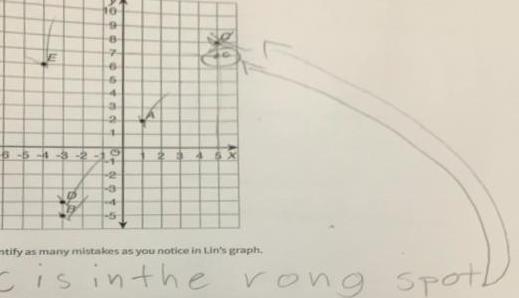 y
10
9
8
7
6
5
4
3
2
1
-6 -5 -4 -3 -2 -1 0 1 2 3 4 5 x
-1
-2
-3
-4
-5
E
A
C
D
B
ntify as many mistakes as you notice in Lin's graph.
c is in the rong spot